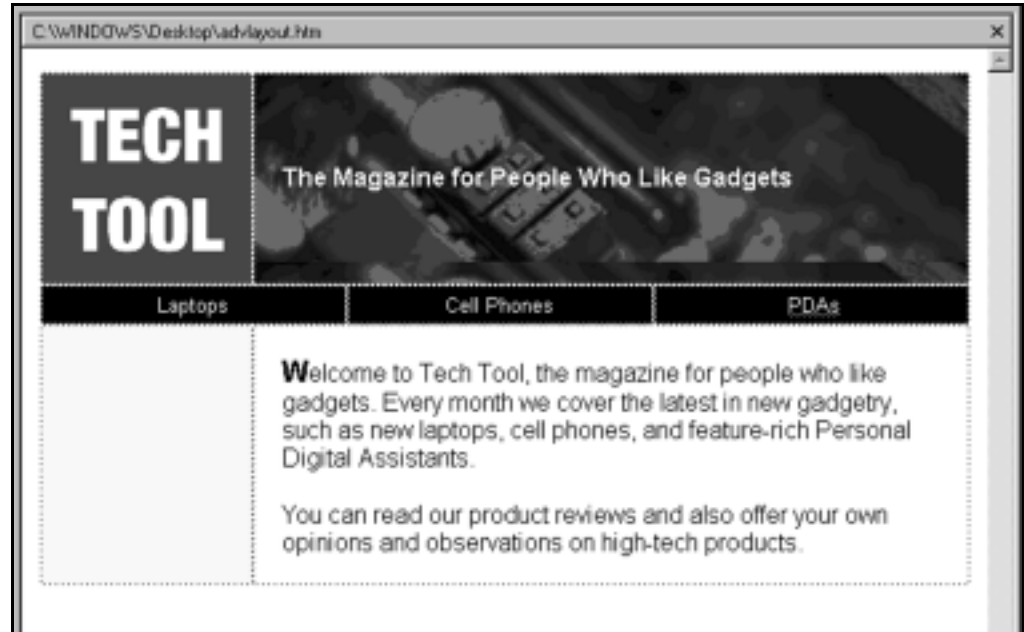 C:\WINDOWS\Desktop\advlayout.htm
TECH
TOOL
The Magazine for People Who Like Gadgets
Laptops Cell Phones PDAs
Welcome to Tech Tool, the magazine for people who like
gadgets. Every month we cover the latest in new gadgetry,
such as new laptops, cell phones, and feature-rich Personal
Digital Assistants.
You can read our product reviews and also offer your own
opinions and observations on high-tech products.